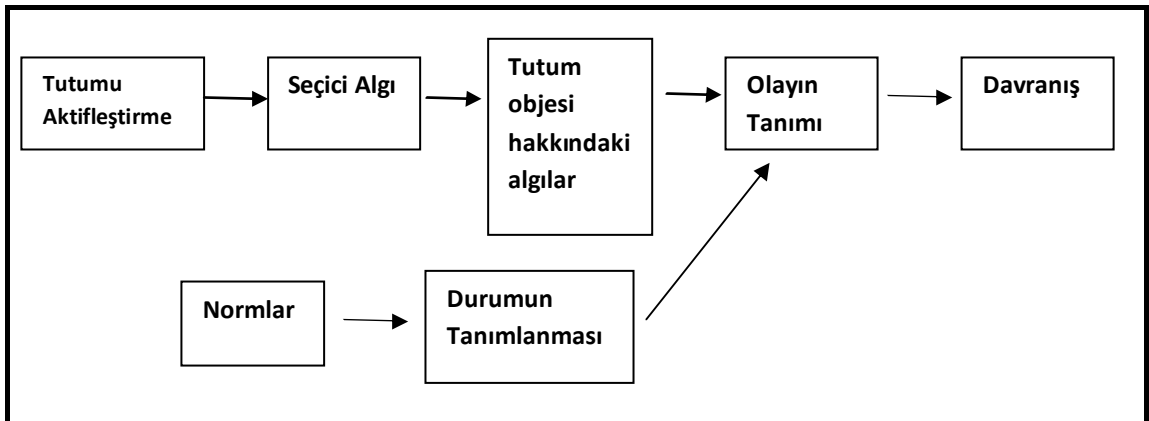 Tutumu
Aktifleştirme
Seçici Algı
Tutum
objesi
hakkındaki
algılar
Olayın
Tanımı
Davranış
Normlar
Durumun
Tanımlanması